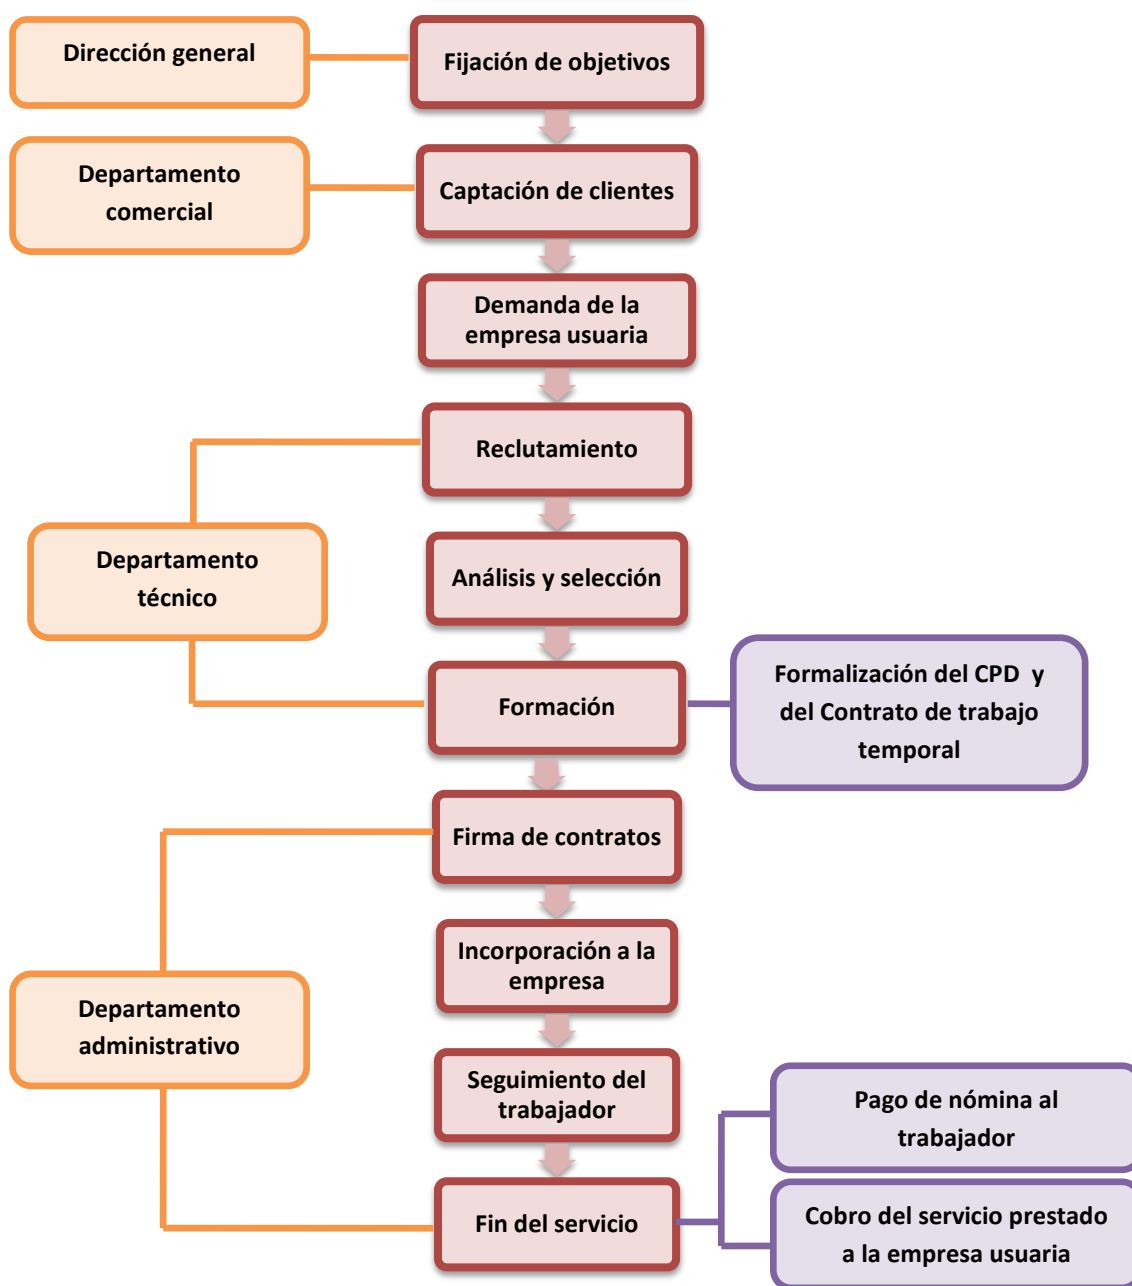 Dirección general
Fijación de objetivos
Departamento
comercial
Captación de clientes
Demanda de la
empresa usuaria
Reclutamiento
Departamento
técnico
Análisis y selección
Formación
Formalización del CPD y
del Contrato de trabajo
temporal
Firma de contratos
Incorporación a la
empresa
Departamento
administrativo
Seguimiento del
trabajador
Pago de nómina al
trabajador
Fin del servicio
Cobro del servicio prestado
a la empresa usuaria